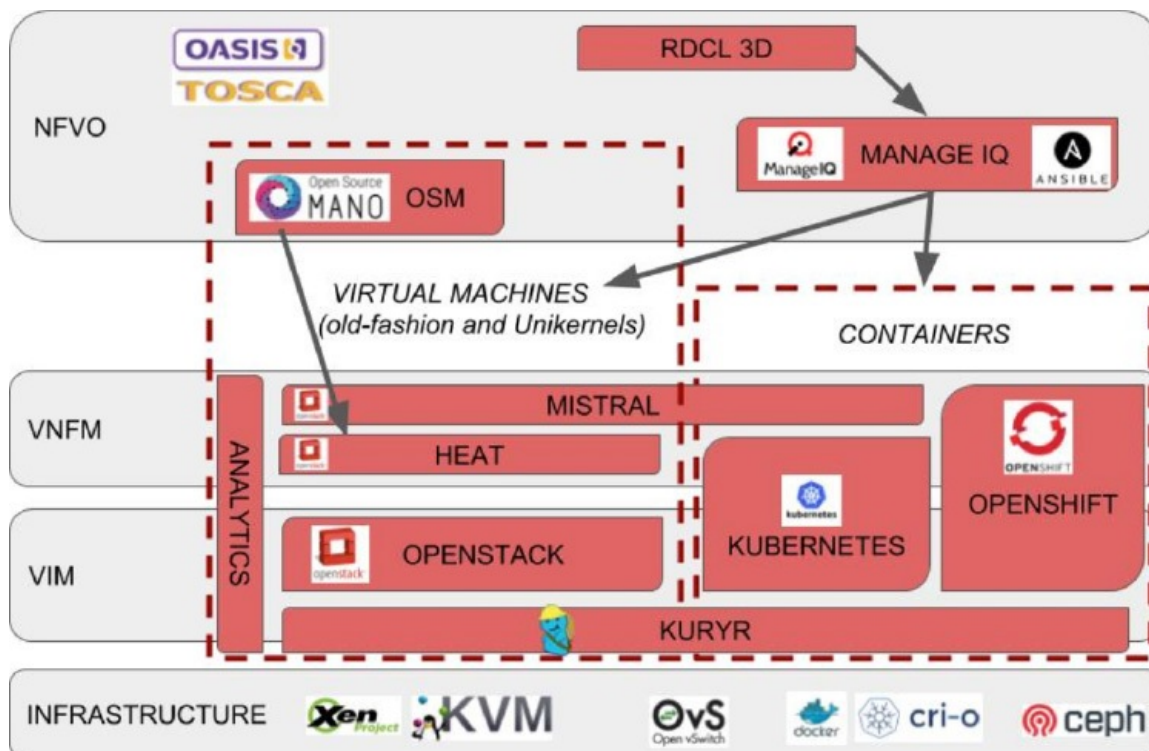 OASIS
TOSCA
RDCL 3D
NFVO
ManageIQ
MANAGE IQ
ANSIBLE
Open Source
MANO
OSM
VIRTUAL MACHINES
(old-fashion and Unikernels)
CONTAINERS
VNFM
ANALYTICS
openstack
MISTRAL
openstack
HEAT
OPENSHIFT
OPENSHIFT
kubernetes
KUBERNETES
VIM
openstack
OPENSTACK
KURYR
INFRASTRUCTURE
Xen
Project
KVM
OvS
Open vSwitch
docker
cri-o
ceph